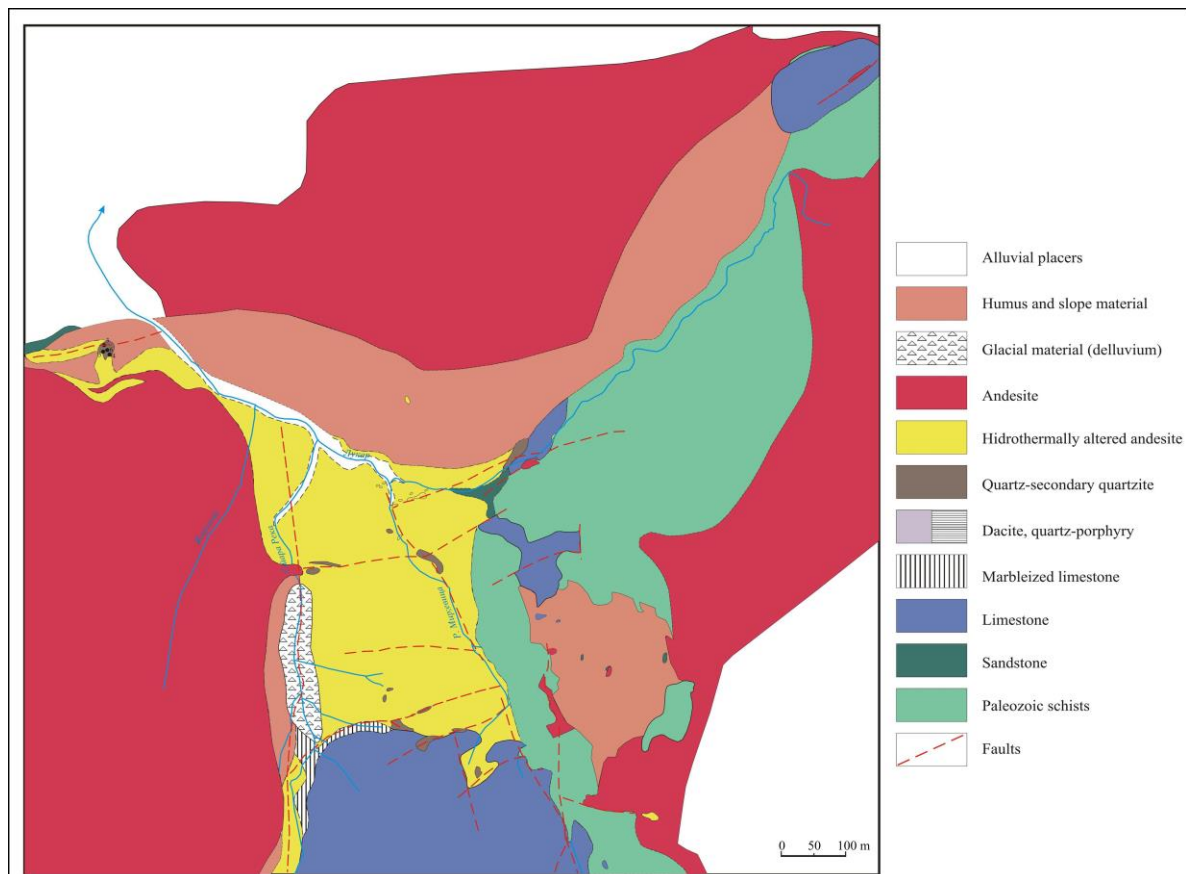 Alluvial placers
Humus and slope material
Glacial material (delluvium)
Andesite
Hidrothermally altered andesite
Quartz-secondary quartzite
Dacite, quartz-porphyry
Marbleized limestone
Limestone
Sandstone
Paleozoic schists
Faults
0 50 100 m